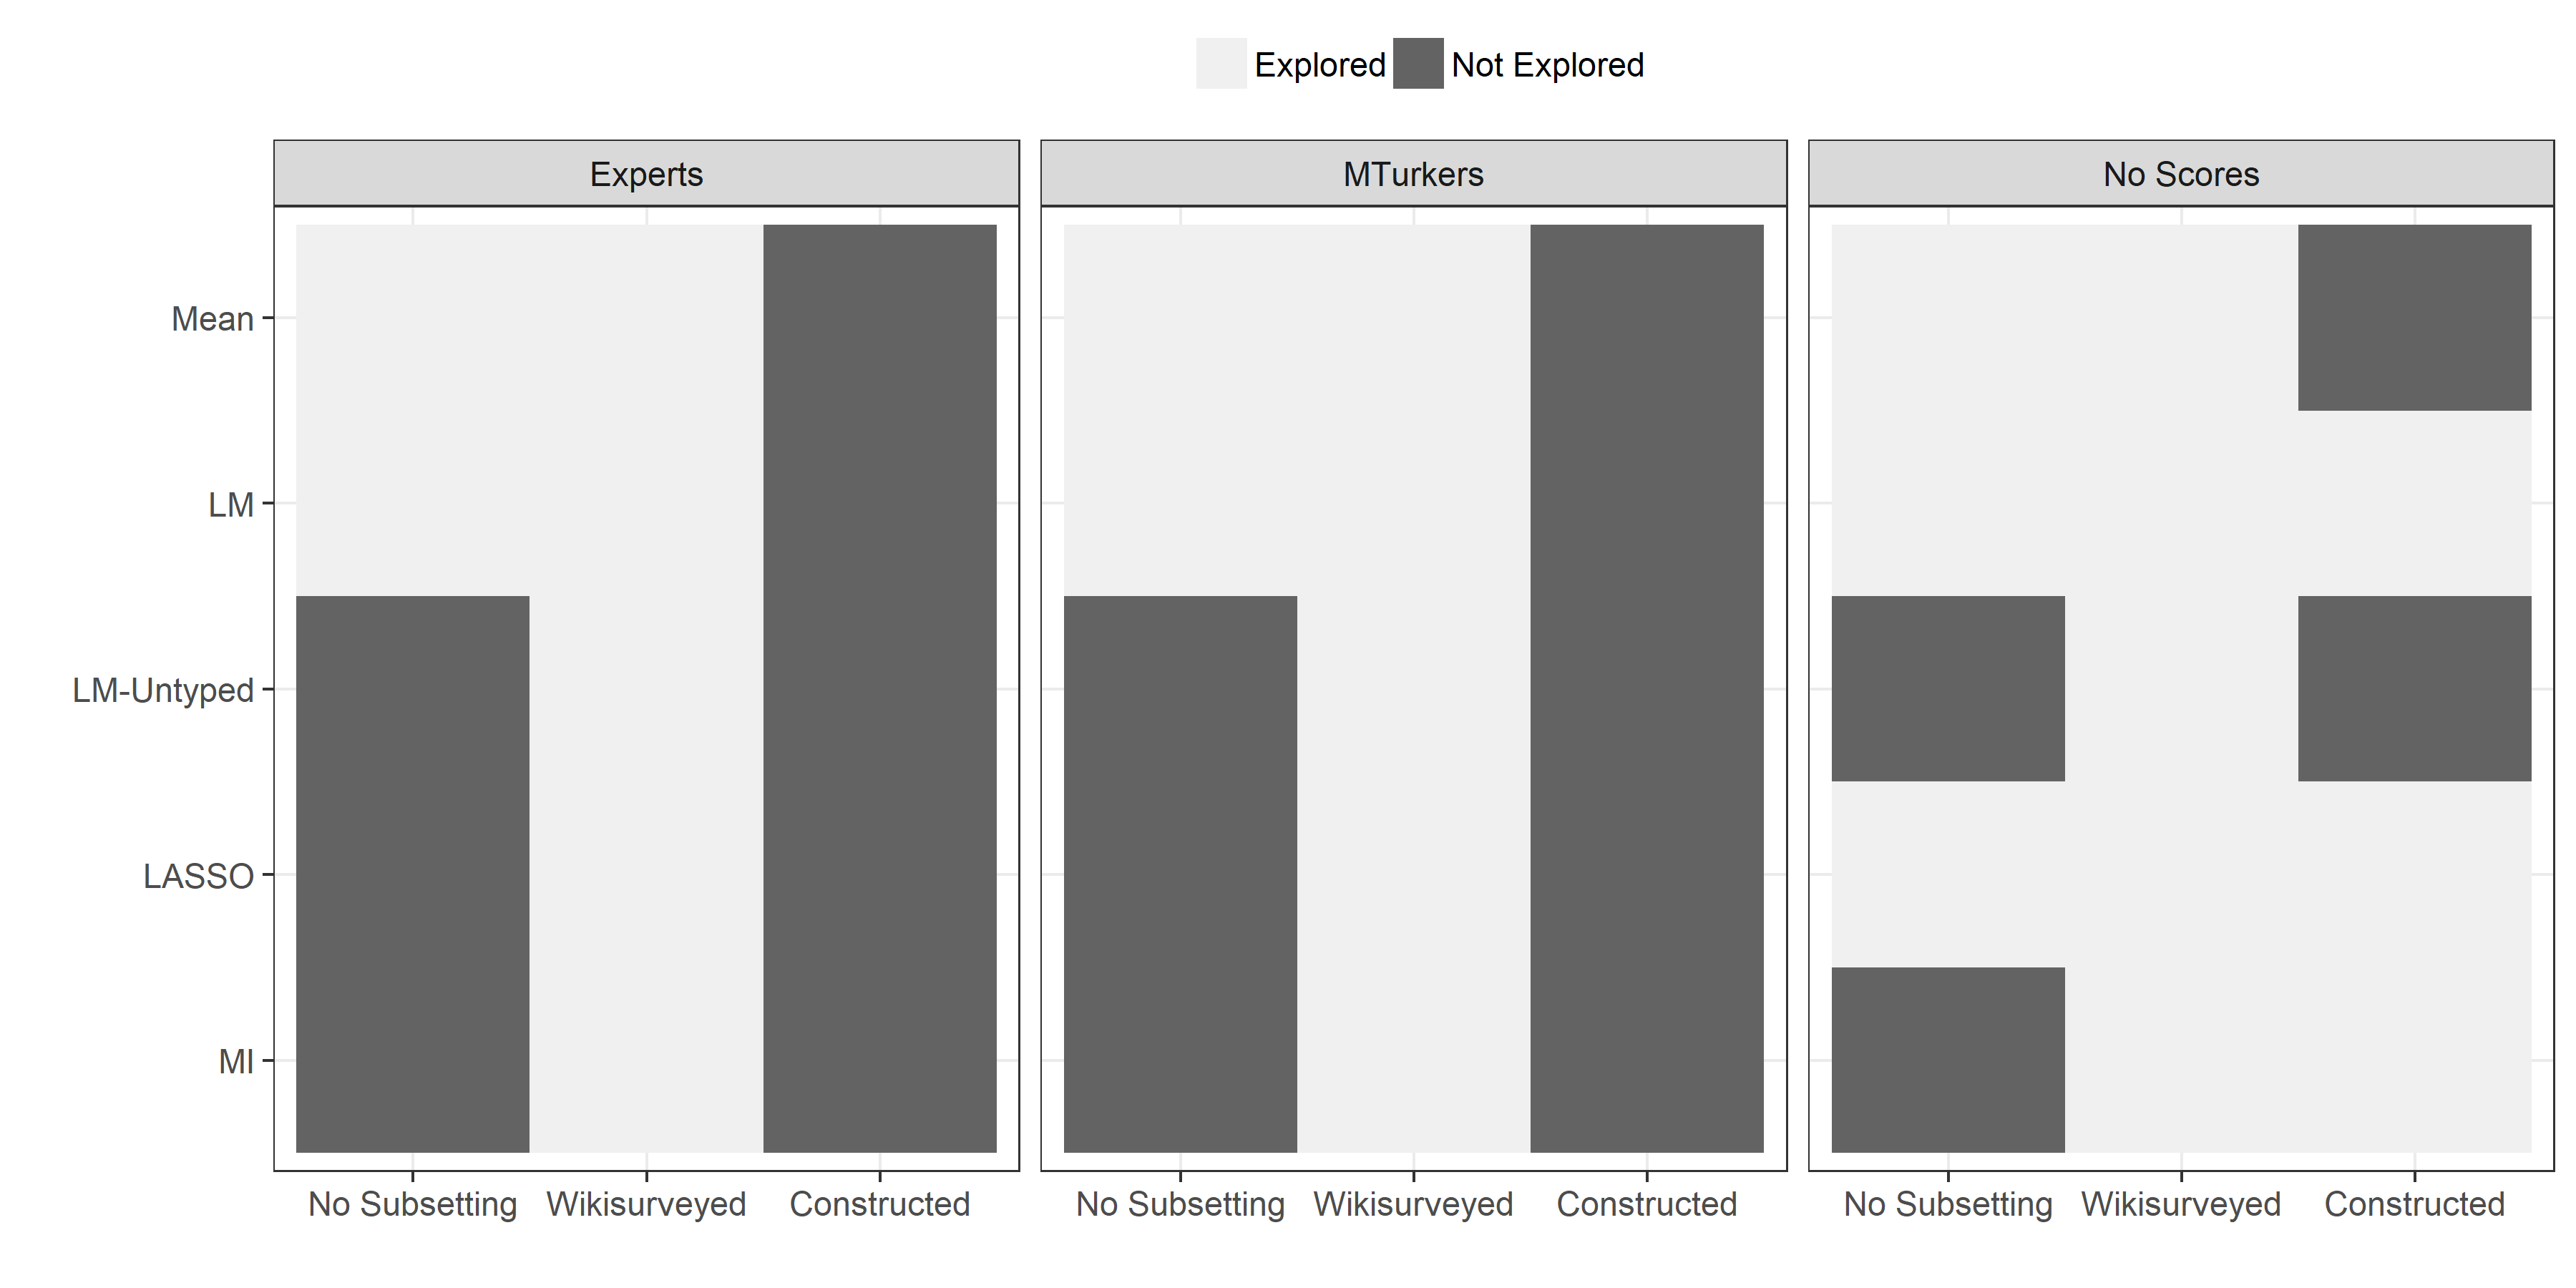 Explored Not Explored
Experts MTurkers No Scores
Mean
LM
LM-Untyped
LASSO
MI
No Subsetting Wikisurveyed Constructed No Subsetting Wikisurveyed Constructed No Subsetting Wikisurveyed Constructed